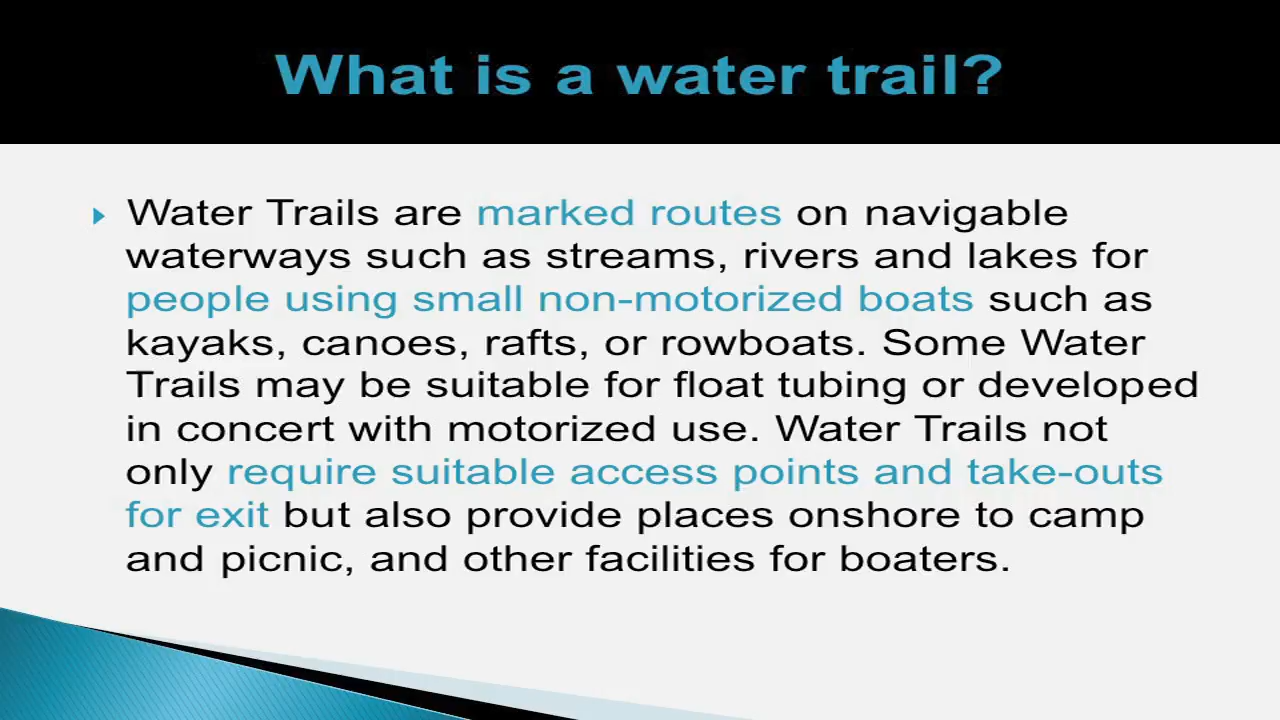 What is a water trail?
Water Trails are marked routes on navigable
waterways such as streams, rivers and lakes for
people using small non-motorized boats such as
kayaks, canoes, rafts, or rowboats. Some Water
Trails may be suitable for float tubing or developed
in concert with motorized use. Water Trails not
only require suitable access points and take-outs
for exit but also provide places onshore to camp
and picnic, and other facilities for boaters.